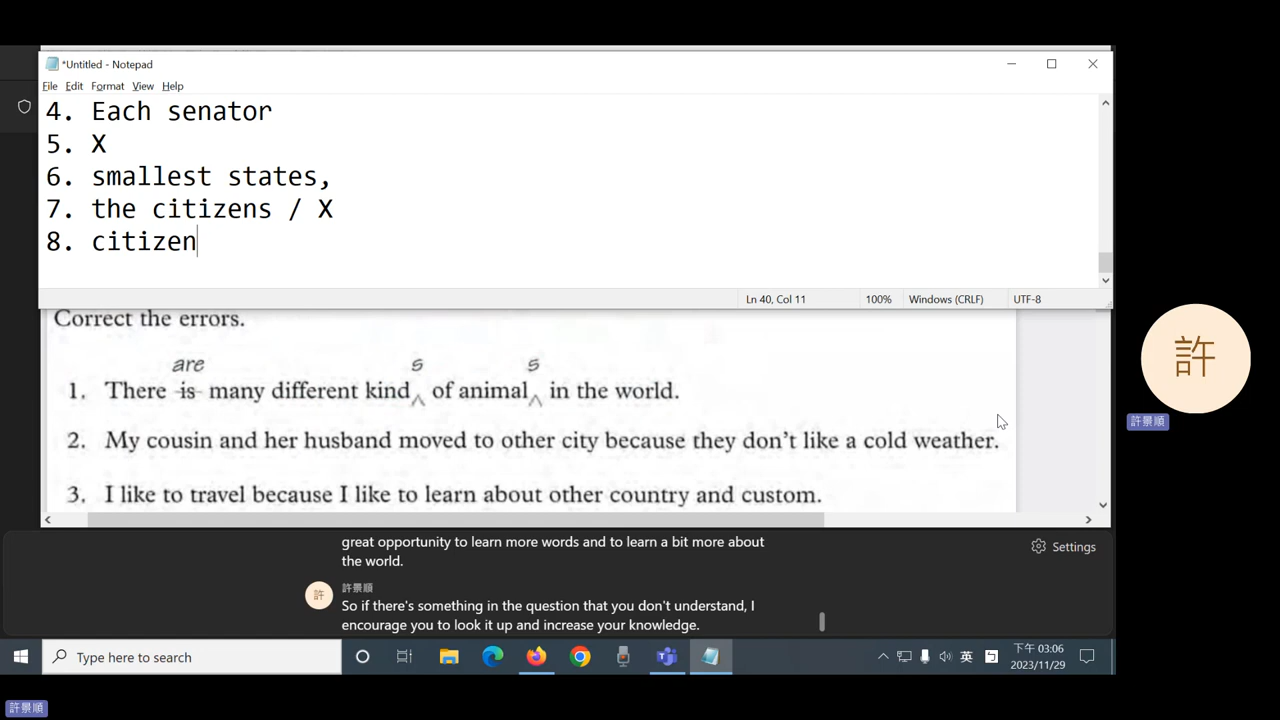 *Untitled - Notepad
File Edit Format View Help
4. Each senator
5. X
6. smallest states,
7. the citizens / X
8. citizen
Ln 40, Col 11 100% Windows (CRLF) UTF-8
Correct the errors.
are s s
1. There is many different kind^ of animal^ in the world.
2. My cousin and her husband moved to other city because they don't like a cold weather.
3. I like to travel because I like to learn about other country and custom.
許
許景順
great opportunity to learn more words and to learn a bit more about
the world.
Settings
許
許景順
So if there's something in the question that you don't understand, I
encourage you to look it up and increase your knowledge.
Type here to search
英
下午 03:06
2023/11/29
許景順